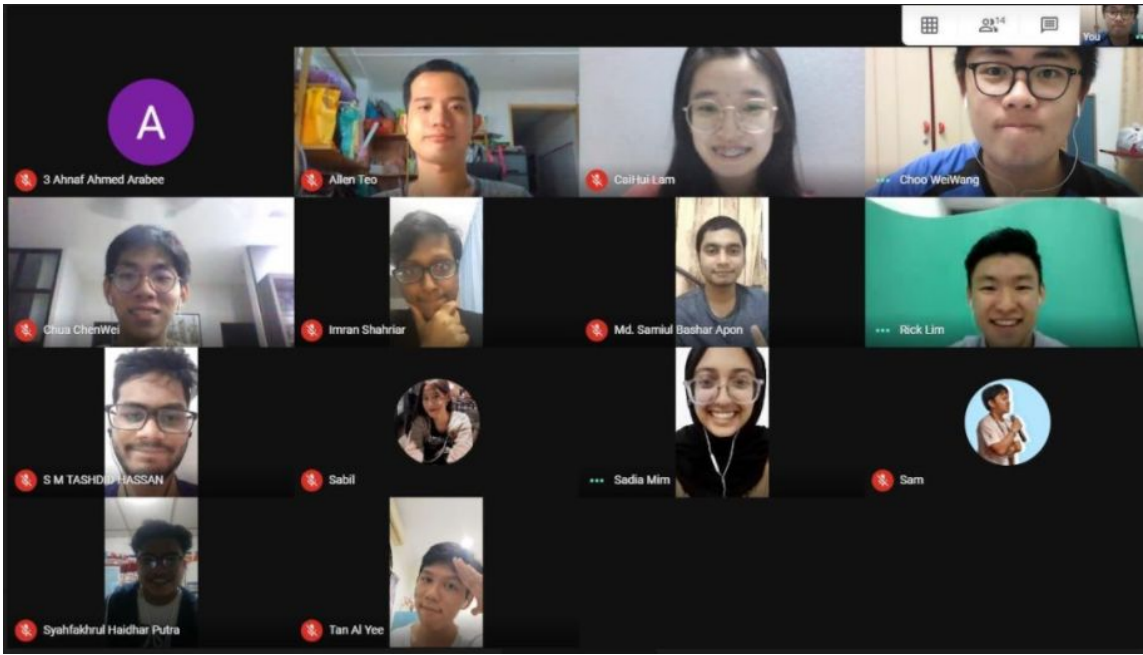 14
You
A
3 Ahnaf Ahmed Arabee
Allen Teo
CaiHui Lam
Choo WeiWang
Chua ChenWei
Imran Shahriar
Md. Samiul Bashar Apon
Rick Lim
S M TASHDID HASSAN
Sabil
Sadia Mim
Sam
Syahfakhrul Haidhar Putra
Tan Al Yee